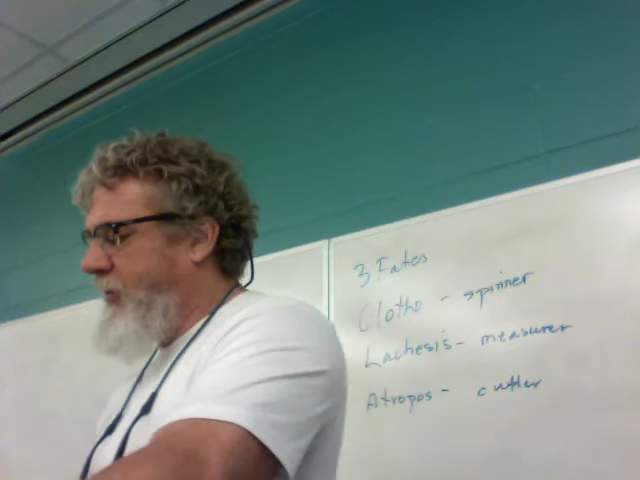 3 Fates
Clotho - spinner
Lachesis - measurer
Atropos - cutter